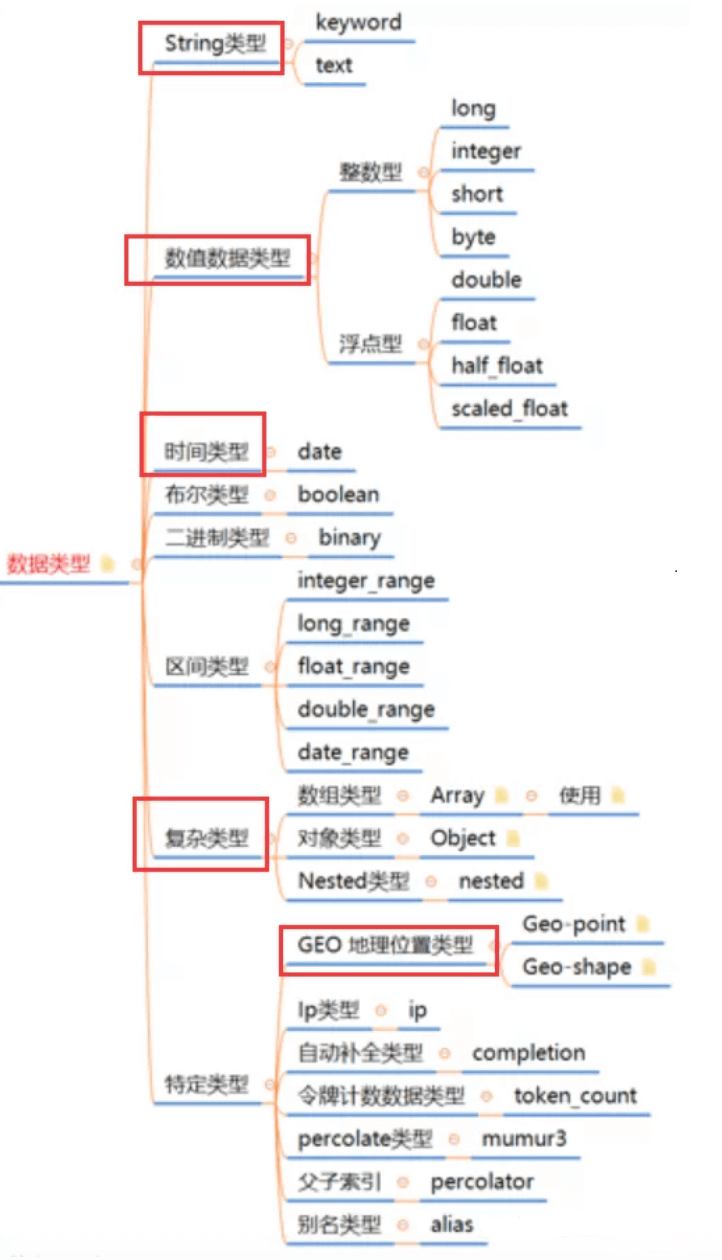 数据类型
String类型
keyword
text
数值数据类型
整数型
long
integer
short
byte
浮点型
double
float
half_float
scaled_float
时间类型
date
布尔类型
boolean
二进制类型
binary
区间类型
integer_range
long_range
float_range
double_range
date_range
复杂类型
数组类型
Array
使用
对象类型
Object
Nested类型
nested
特定类型
GEO 地理位置类型
Geo-point
Geo-shape
Ip类型
ip
自动补全类型
completion
令牌计数数据类型
token_count
percolate类型
mumur3
父子索引
percolator
别名类型
alias